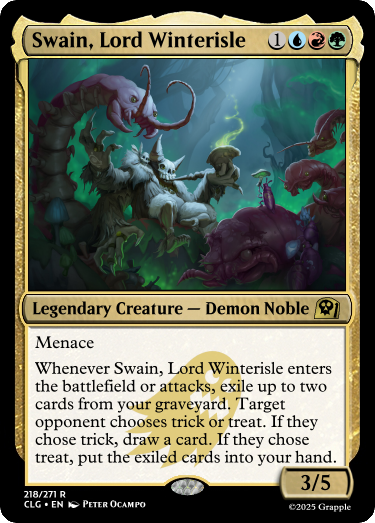 Swain, Lord Winterisle 1
Legendary Creature — Demon Noble
Menace
Whenever Swain, Lord Winterisle enters
the battlefield or attacks, exile up to two
cards from your graveyard. Target
opponent chooses trick or treat. If they
chose trick, draw a card. If they chose
treat, put the exiled cards into your hand.
3/5
218/271 R
CLG • EN PETER OCAMPO
©2025 Grapple